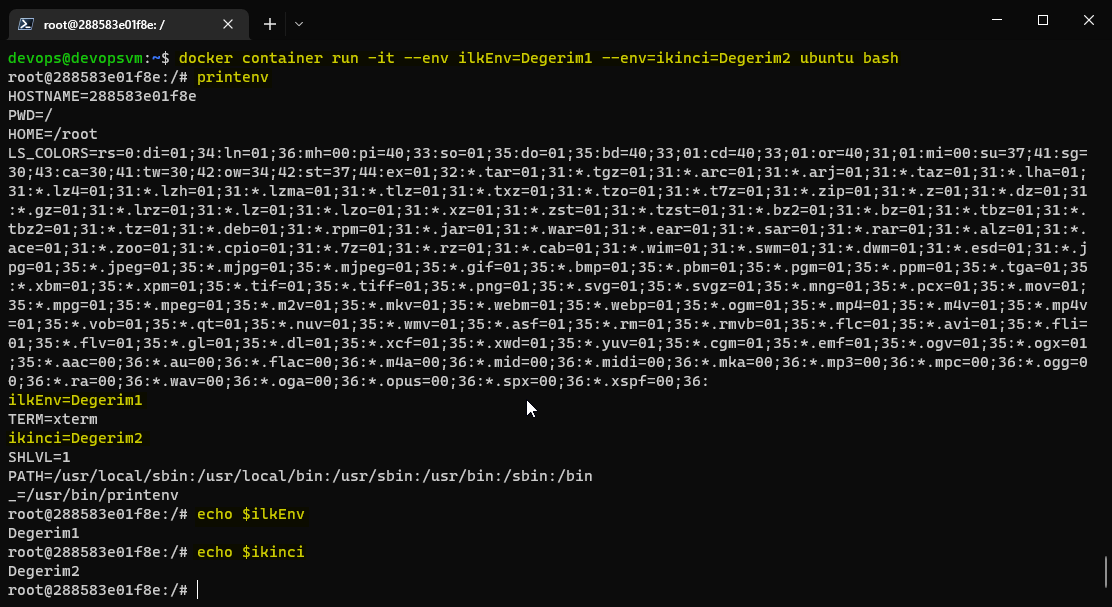 root@288583e01f8e: /
devops@devopsvm:~$ docker container run -it --env ilkEnv=Degerim1 --env=ikinci=Degerim2 ubuntu bash
root@288583e01f8e:/# printenv
HOSTNAME=288583e01f8e
PWD=/
HOME=/root
LS_COLORS=rs=0:di=01;34:ln=01;36:mh=00:pi=40;33:so=01;35:do=01;35:bd=40;33;01:cd=40;33;01:or=40;31;01:mi=00:su=37;41:sg=
30;43:ca=30;41:tw=30;42:ow=34;42:st=37;44:ex=01;32:*.tar=01;31:*.tgz=01;31:*.arc=01;31:*.arj=01;31:*.taz=01;31:*.lha=01;
31:*.lz4=01;31:*.lzh=01;31:*.lzma=01;31:*.tlz=01;31:*.txz=01;31:*.tzo=01;31:*.t7z=01;31:*.zip=01;31:*.z=01;31:*.dz=01;31
:*.gz=01;31:*.lrz=01;31:*.lz=01;31:*.lzo=01;31:*.xz=01;31:*.zst=01;31:*.tzst=01;31:*.bz2=01;31:*.bz=01;31:*.tbz=01;31:*.
tbz2=01;31:*.tz=01;31:*.deb=01;31:*.rpm=01;31:*.jar=01;31:*.war=01;31:*.ear=01;31:*.sar=01;31:*.rar=01;31:*.alz=01;31:*.
ace=01;31:*.zoo=01;31:*.cpio=01;31:*.7z=01;31:*.rz=01;31:*.cab=01;31:*.wim=01;31:*.swm=01;31:*.dwm=01;31:*.esd=01;31:*.j
pg=01;35:*.jpeg=01;35:*.mjpg=01;35:*.mjpeg=01;35:*.gif=01;35:*.bmp=01;35:*.pbm=01;35:*.pgm=01;35:*.ppm=01;35:*.tga=01;35
:*.xbm=01;35:*.xpm=01;35:*.tif=01;35:*.tiff=01;35:*.png=01;35:*.svg=01;35:*.svgz=01;35:*.mng=01;35:*.pcx=01;35:*.mov=01;
35:*.mpg=01;35:*.mpeg=01;35:*.m2v=01;35:*.mkv=01;35:*.webm=01;35:*.webp=01;35:*.ogm=01;35:*.mp4=01;35:*.m4v=01;35:*.mp4v
=01;35:*.vob=01;35:*.qt=01;35:*.nuv=01;35:*.wmv=01;35:*.asf=01;35:*.rm=01;35:*.rmvb=01;35:*.flc=01;35:*.avi=01;35:*.fli=
01;35:*.flv=01;35:*.gl=01;35:*.dl=01;35:*.xcf=01;35:*.xwd=01;35:*.yuv=01;35:*.cgm=01;35:*.emf=01;35:*.ogv=01;35:*.ogx=01
;35:*.aac=00;36:*.au=00;36:*.flac=00;36:*.m4a=00;36:*.mid=00;36:*.midi=00;36:*.mka=00;36:*.mp3=00;36:*.mpc=00;36:*.ogg=0
0;36:*.ra=00;36:*.wav=00;36:*.oga=00;36:*.opus=00;36:*.spx=00;36:*.xspf=00;36:
ilkEnv=Degerim1
TERM=xterm
ikinci=Degerim2
SHLVL=1
PATH=/usr/local/sbin:/usr/local/bin:/usr/sbin:/usr/bin:/sbin:/bin
_=/usr/bin/printenv
root@288583e01f8e:/# echo $ilkEnv
Degerim1
root@288583e01f8e:/# echo $ikinci
Degerim2
root@288583e01f8e:/#